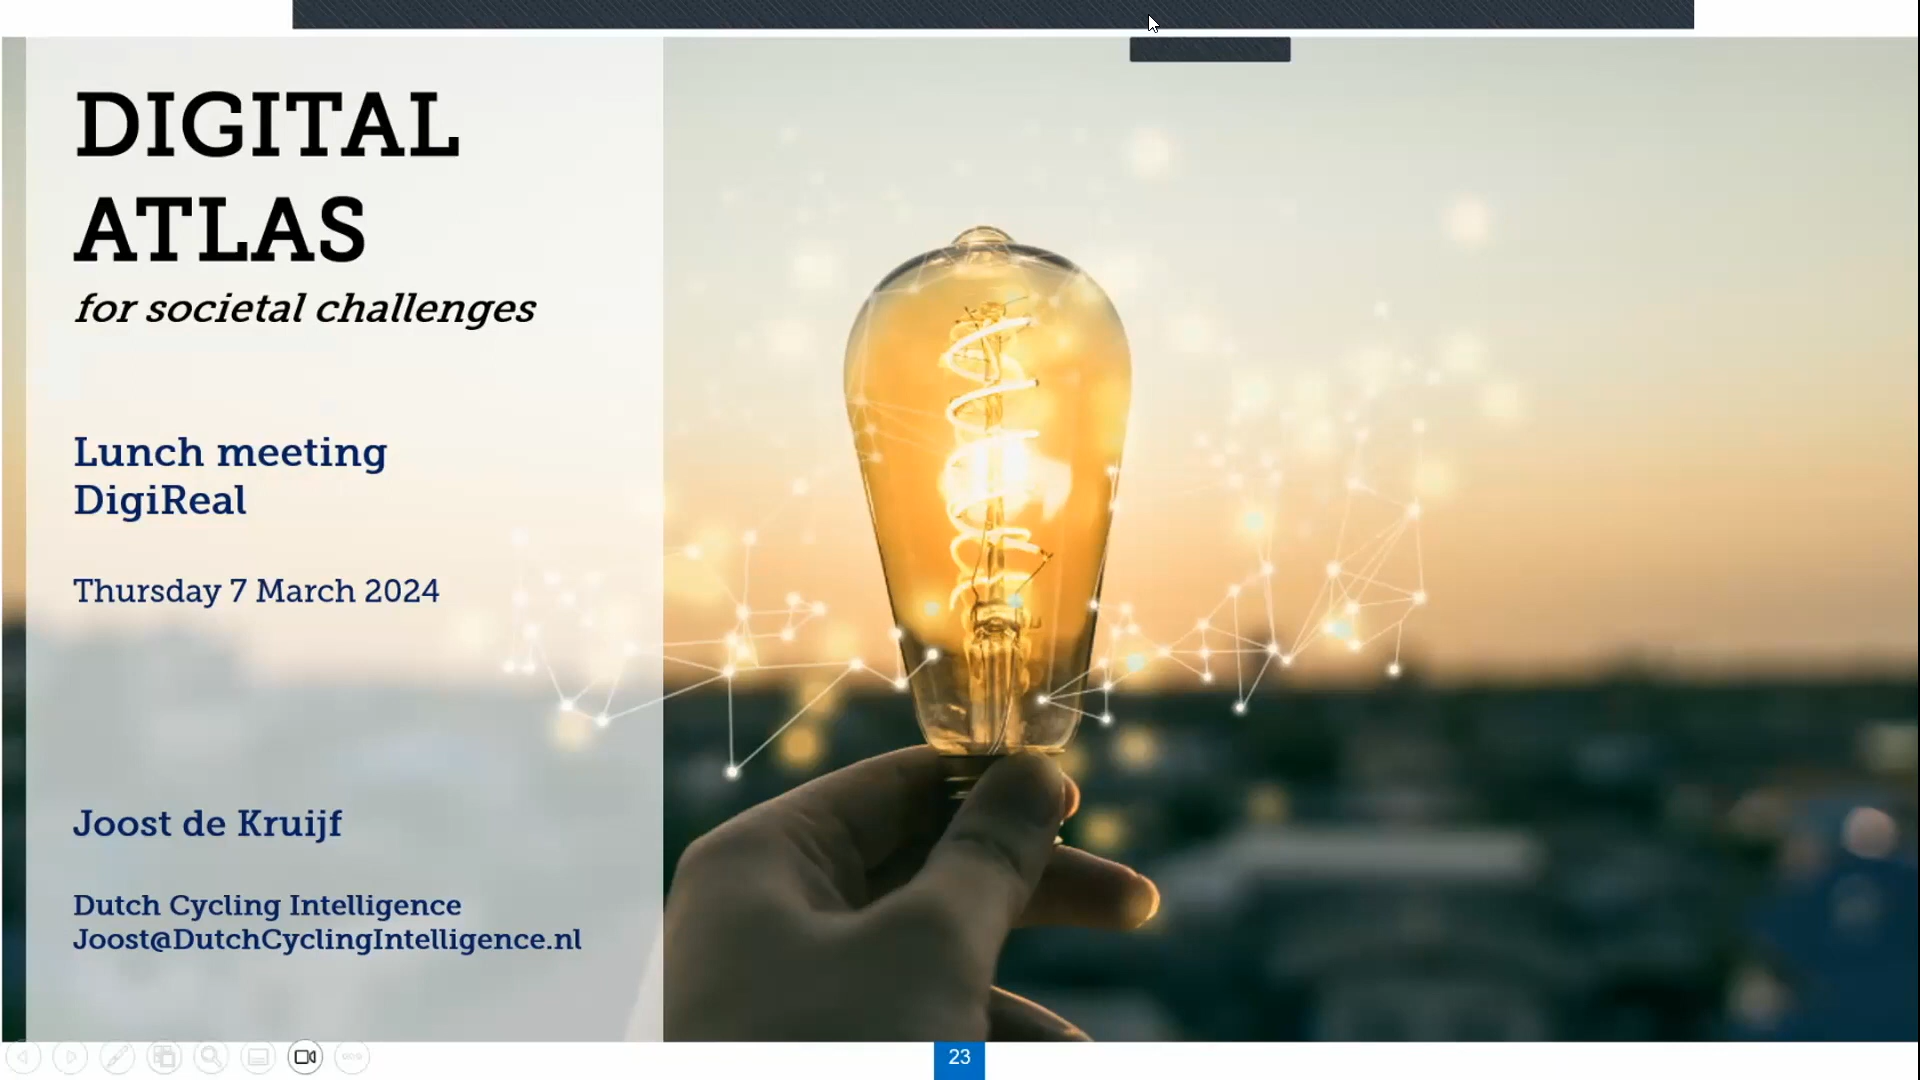 DIGITAL
ATLAS
for societal challenges
Lunch meeting
DigiReal
Thursday 7 March 2024
Joost de Kruijf
Dutch Cycling Intelligence
Joost@DutchCyclingIntelligence.nl
23